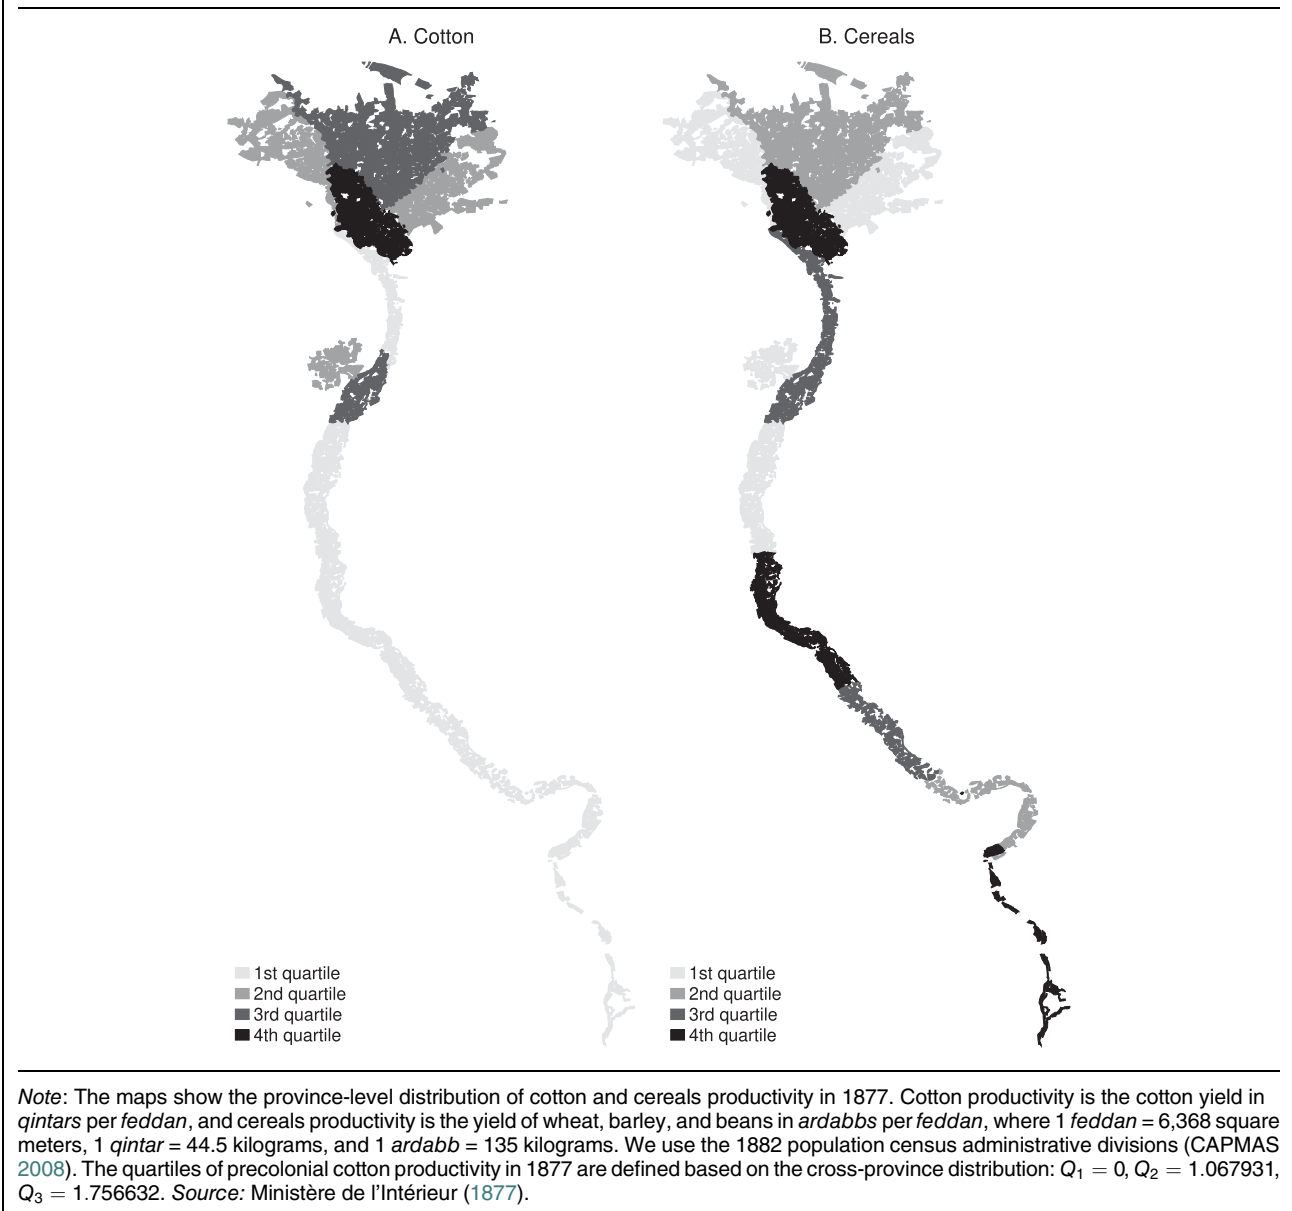 A. Cotton
B. Cereals
1st quartile
2nd quartile
3rd quartile
4th quartile
1st quartile
2nd quartile
3rd quartile
4th quartile
Note: The maps show the province-level distribution of cotton and cereals productivity in 1877. Cotton productivity is the cotton yield in
qintars per feddan, and cereals productivity is the yield of wheat, barley, and beans in ardabbs per feddan, where 1 feddan = 6,368 square
meters, 1 qintar = 44.5 kilograms, and 1 ardabb = 135 kilograms. We use the 1882 population census administrative divisions (CAPMAS
2008). The quartiles of precolonial cotton productivity in 1877 are defined based on the cross-province distribution: Q₁ = 0, Q₂ = 1.067931,
Q₃ = 1.756632. Source: Ministère de l’Intérieur (1877).